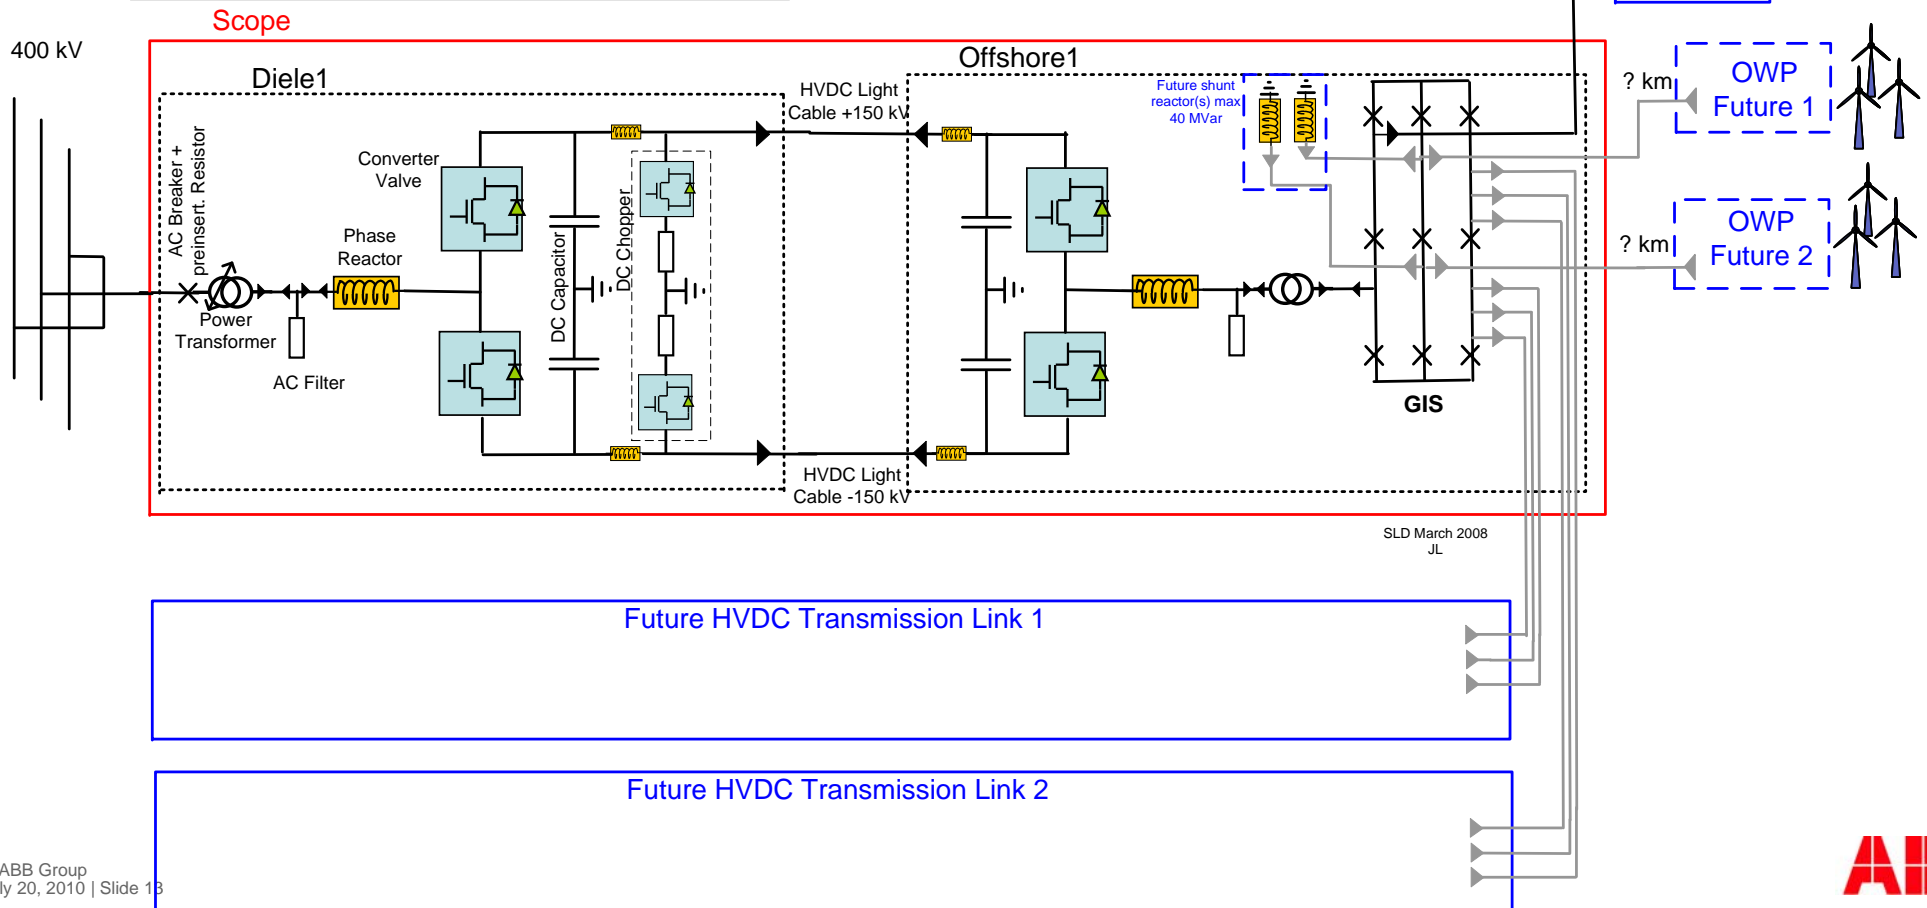 Scope
400 kV
Diele1
Offshore1
HVDC Light
Cable +150 kV
Future shunt
reactor(s) max
40 MVar
? km
OWP
Future 1
AC Breaker +
preinsert. Resistor
Converter
Valve
Phase
Reactor
DC Capacitor
DC Chopper
? km
OWP
Future 2
Power
Transformer
AC Filter
GIS
HVDC Light
Cable -150 kV
SLD March 2008
JL
Future HVDC Transmission Link 1
Future HVDC Transmission Link 2
ABB Group
ly 20, 2010 | Slide 13